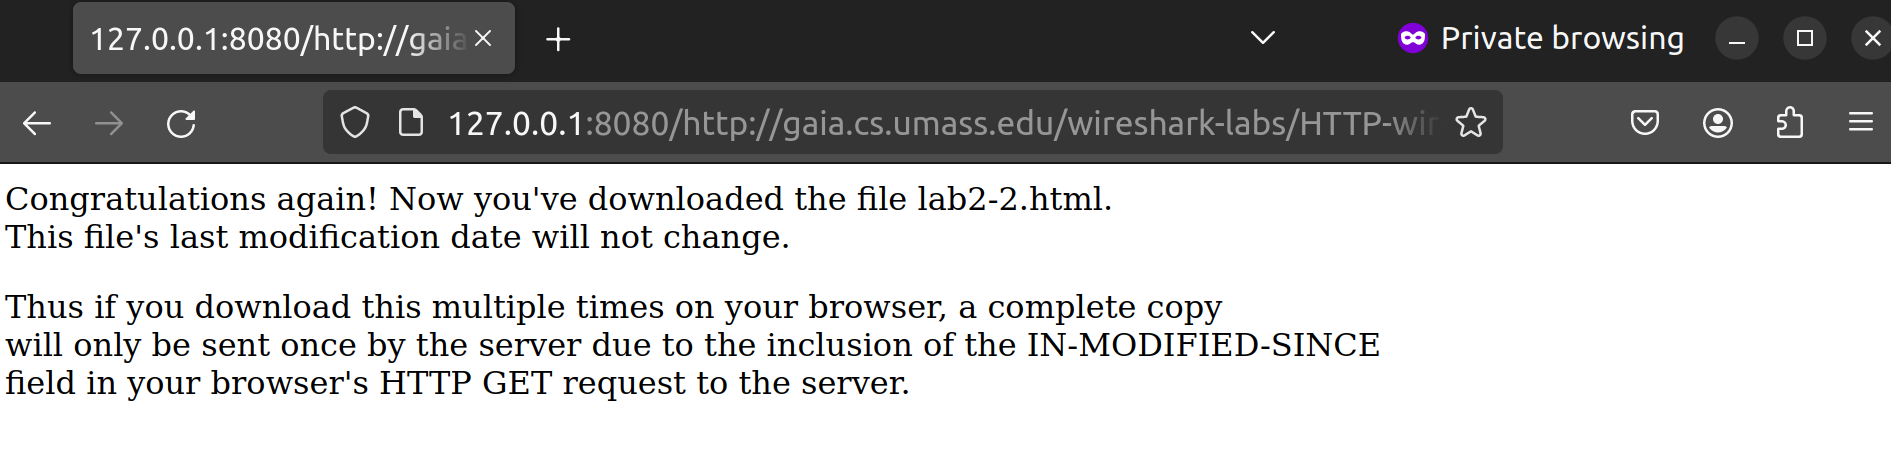 127.0.0.1:8080/http://gaia
Private browsing
127.0.0.1:8080/http://gaia.cs.umass.edu/wireshark-labs/HTTP-wir
Congratulations again! Now you've downloaded the file lab2-2.html.
This file's last modification date will not change.
Thus if you download this multiple times on your browser, a complete copy
will only be sent once by the server due to the inclusion of the IN-MODIFIED-SINCE
field in your browser's HTTP GET request to the server.